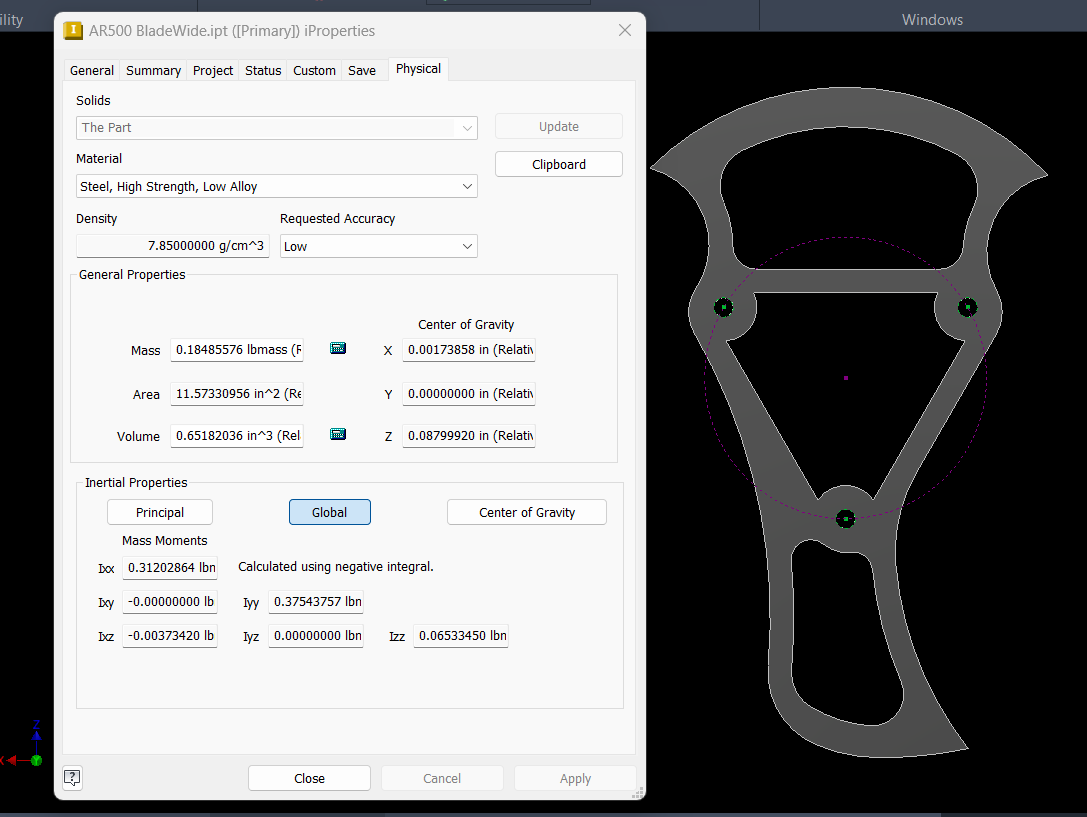 ility
Windows
AR500 BladeWide.ipt ([Primary]) iProperties
General Summary Project Status Custom Save Physical
Solids
The Part
Update
Material
Clipboard
Steel, High Strength, Low Alloy
Density Requested Accuracy
7.85000000 g/cm^3 Low
General Properties
Center of Gravity
Mass 0.18485576 lbmass (R X 0.00173858 in (Relativ
Area 11.57330956 in^2 (Re Y 0.00000000 in (Relativ
Volume 0.65182036 in^3 (Rel Z 0.08799920 in (Relativ
Inertial Properties
Principal Global Center of Gravity
Mass Moments
Ixx 0.31202864 lbn Calculated using negative integral.
Ixy -0.00000000 lb Iyy 0.37543757 lbn
Ixz -0.00373420 lb Iyz 0.00000000 lbn Izz 0.06533450 lbn
Z
X Y
? Close Cancel Apply